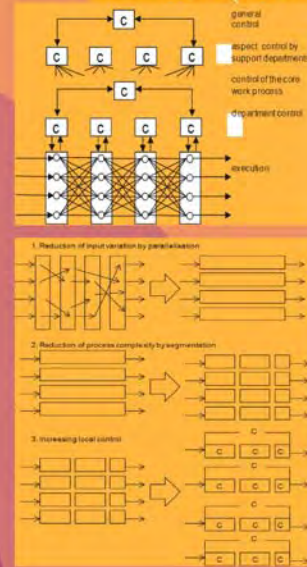 C
general
control
C C C C
aspect control by
support department
C
control of the core
work process
C C C C
department control
execution
1. Reduction of input variation by parallelisation
2. Reduction of process complexity by segmentation
3. Increasing local control
C
C C C
C
C C C
C
C C C
C
C C C